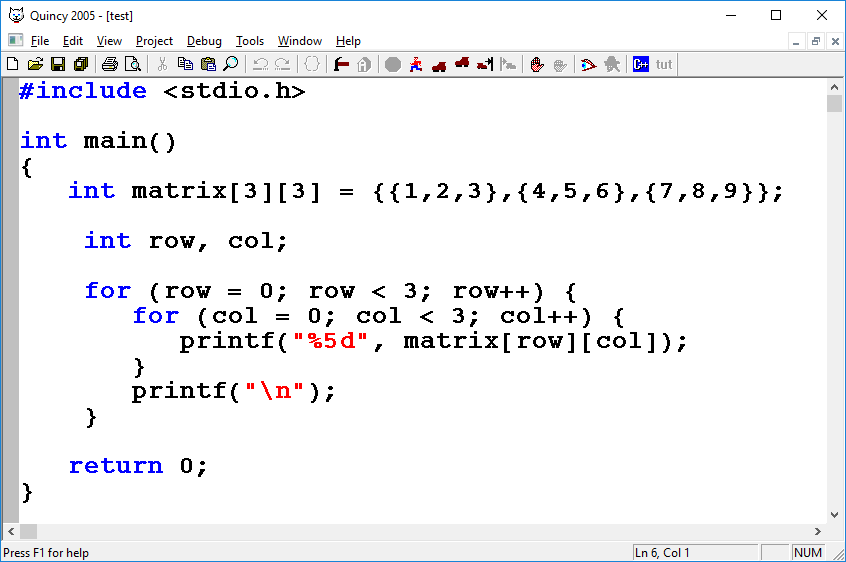 Quincy 2005 - [test]
File Edit View Project Debug Tools Window Help
C++ tut
#include <stdio.h>
int main()
{
int matrix[3][3] = {{1,2,3},{4,5,6},{7,8,9}};
int row, col;
for (row = 0; row < 3; row++) {
for (col = 0; col < 3; col++) {
printf("%5d", matrix[row][col]);
}
printf("\n");
}
return 0;
}
Press F1 for help Ln 6, Col 1 NUM